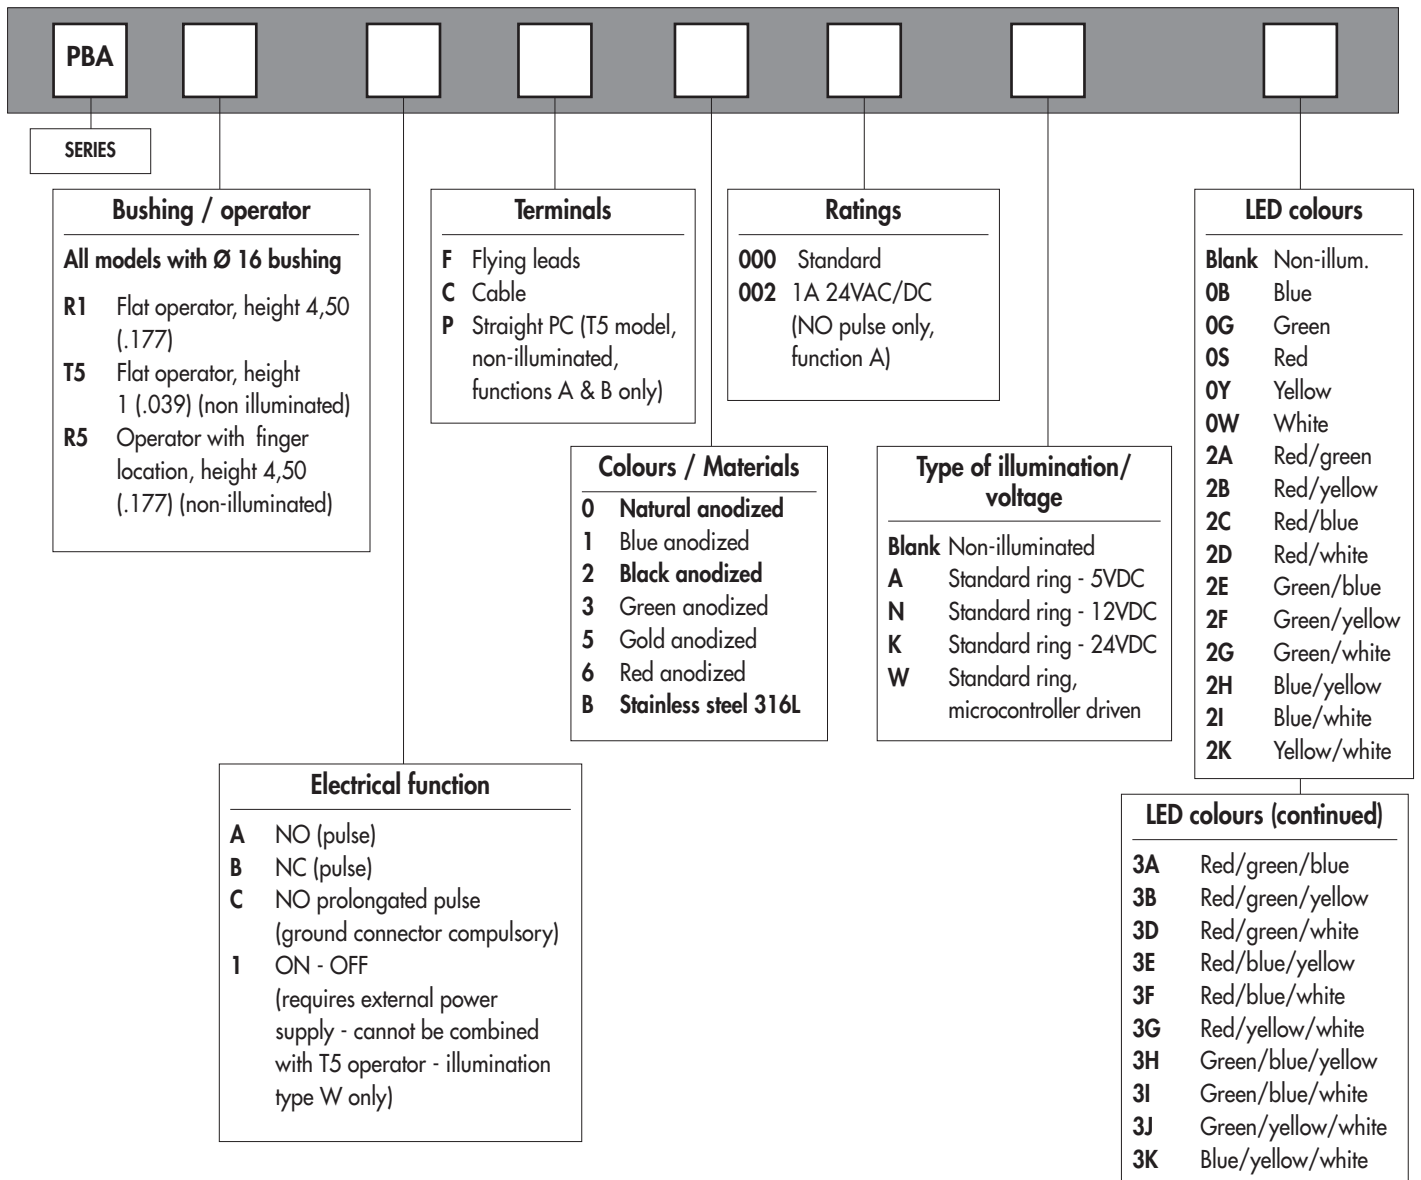 PBA
SERIES
Bushing / operator
All models with Ø 16 bushing
R1 Flat operator, height 4,50
(.177)
T5 Flat operator, height
1 (.039) (non illuminated)
R5 Operator with finger
location, height 4,50
(.177) (non-illuminated)
Electrical function
A NO (pulse)
B NC (pulse)
C NO prolongated pulse
(ground connector compulsory)
1 ON - OFF
(requires external power
supply - cannot be combined
with T5 operator - illumination
type W only)
Terminals
F Flying leads
C Cable
P Straight PC (T5 model,
non-illuminated,
functions A & B only)
Colours / Materials
0 Natural anodized
1 Blue anodized
2 Black anodized
3 Green anodized
5 Gold anodized
6 Red anodized
B Stainless steel 316L
Ratings
000 Standard
002 1A 24VAC/DC
(NO pulse only,
function A)
Type of illumination/
voltage
Blank Non-illuminated
A Standard ring - 5VDC
N Standard ring - 12VDC
K Standard ring - 24VDC
W Standard ring,
microcontroller driven
LED colours
Blank Non-illum.
0B Blue
0G Green
0S Red
0Y Yellow
0W White
2A Red/green
2B Red/yellow
2C Red/blue
2D Red/white
2E Green/blue
2F Green/yellow
2G Green/white
2H Blue/yellow
2I Blue/white
2K Yellow/white
LED colours (continued)
3A Red/green/blue
3B Red/green/yellow
3D Red/green/white
3E Red/blue/yellow
3F Red/blue/white
3G Red/yellow/white
3H Green/blue/yellow
3I Green/blue/white
3J Green/yellow/white
3K Blue/yellow/white